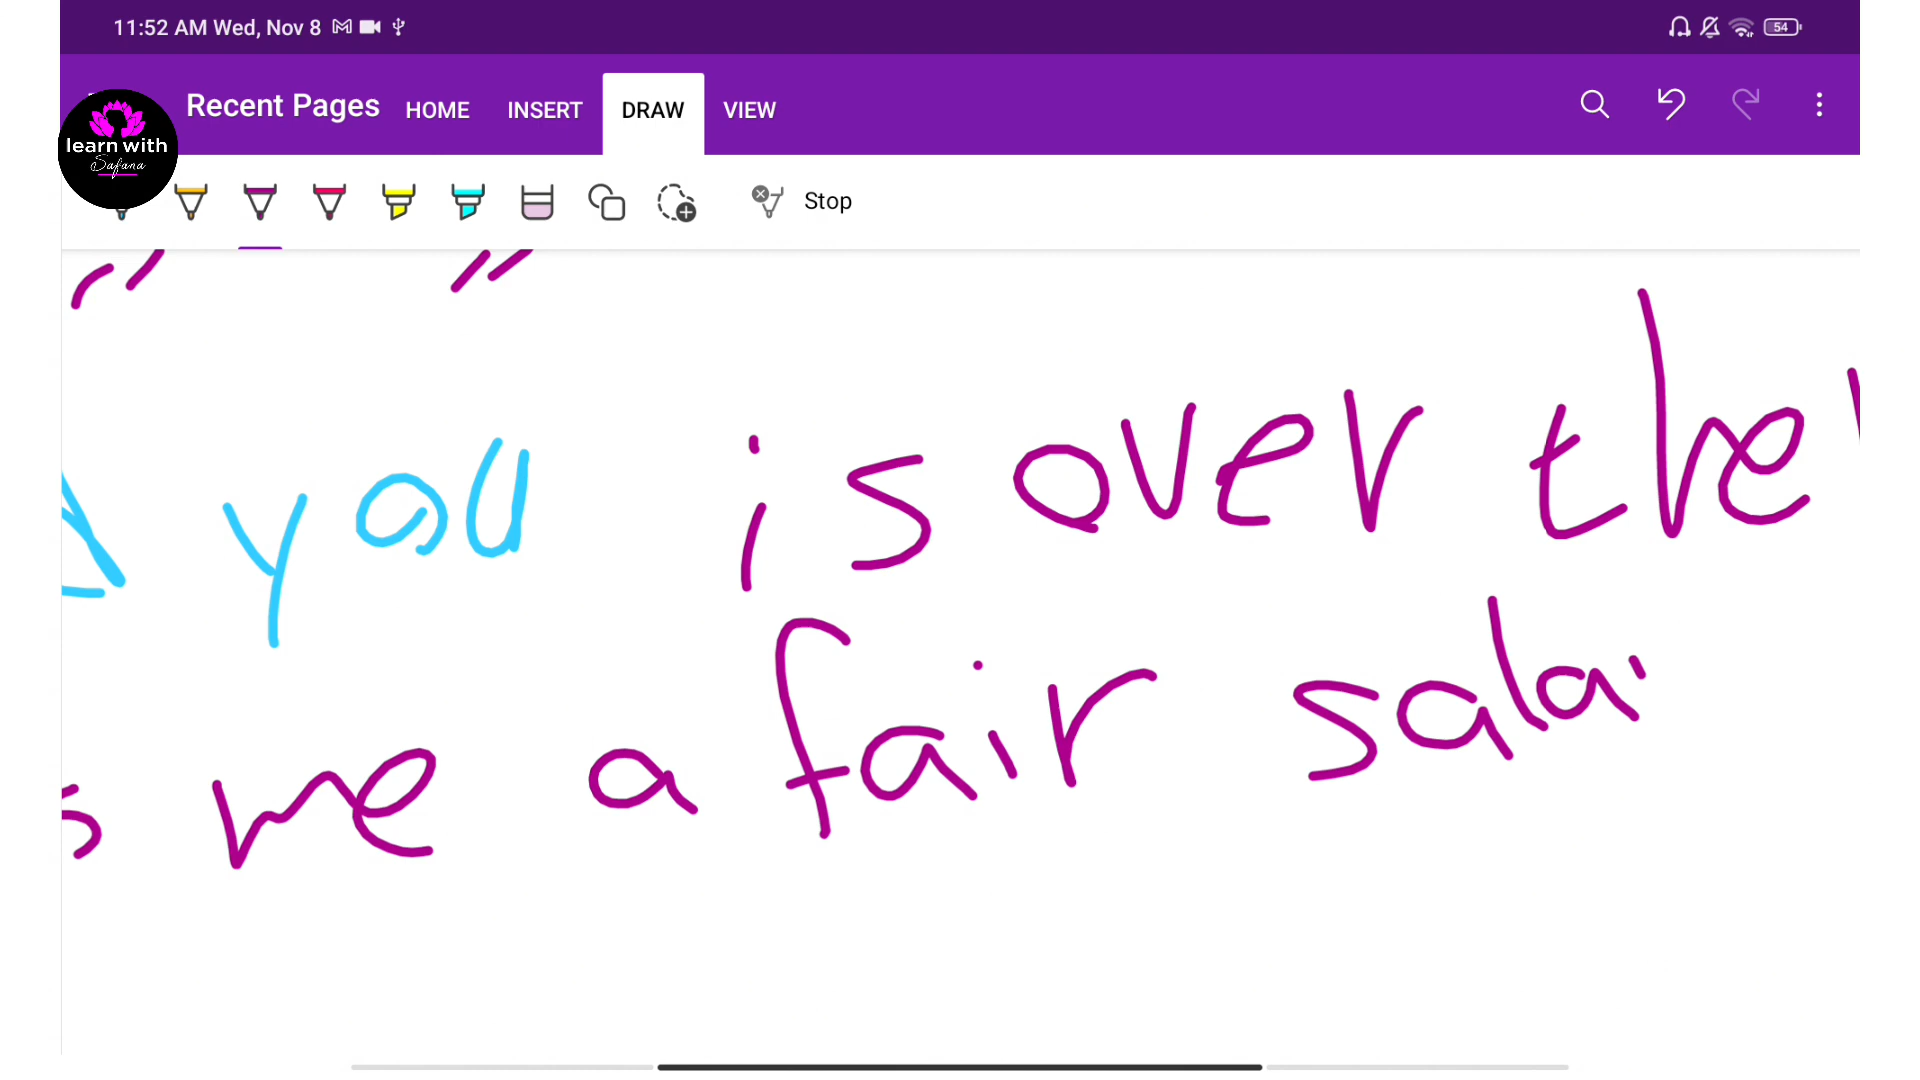 11:52 AM Wed, Nov 8
54
Recent Pages HOME INSERT DRAW VIEW
learn with
Safana
Stop
you is over the
me a fair sala